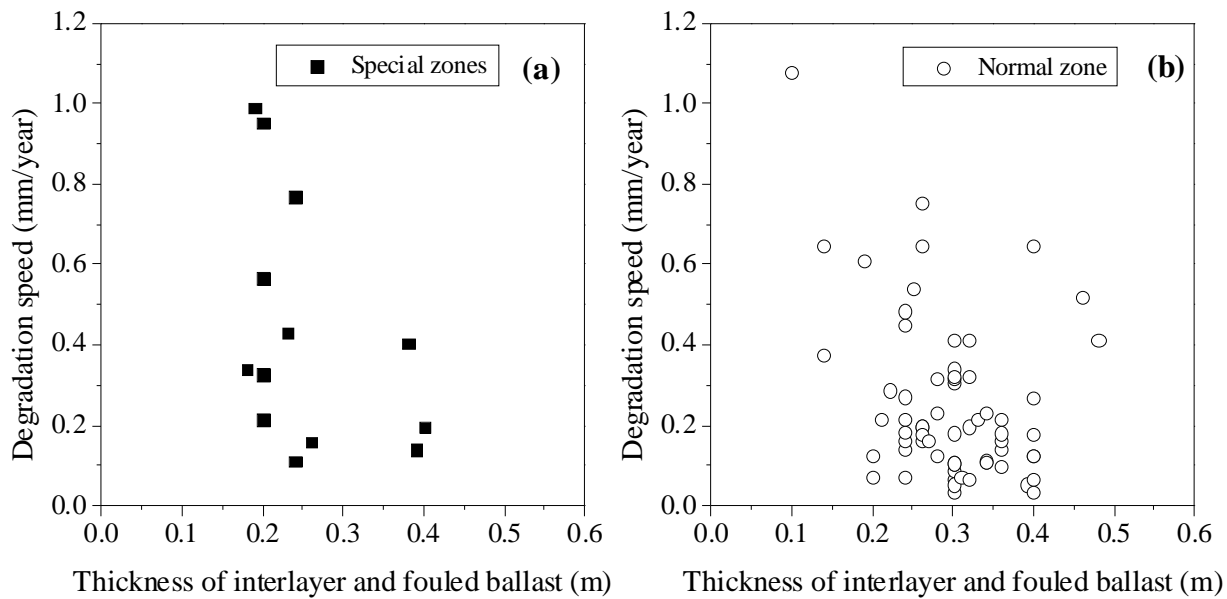 Degradation speed (mm/year)
1.2
1.0
0.8
0.6
0.4
0.2
0.0
Special zones
(a)
0.0 0.1 0.2 0.3 0.4 0.5 0.6
Thickness of interlayer and fouled ballast (m)
Degradation speed (mm/year)
1.2
1.0
0.8
0.6
0.4
0.2
0.0
Normal zone
(b)
0.0 0.1 0.2 0.3 0.4 0.5 0.6
Thickness of interlayer and fouled ballast (m)